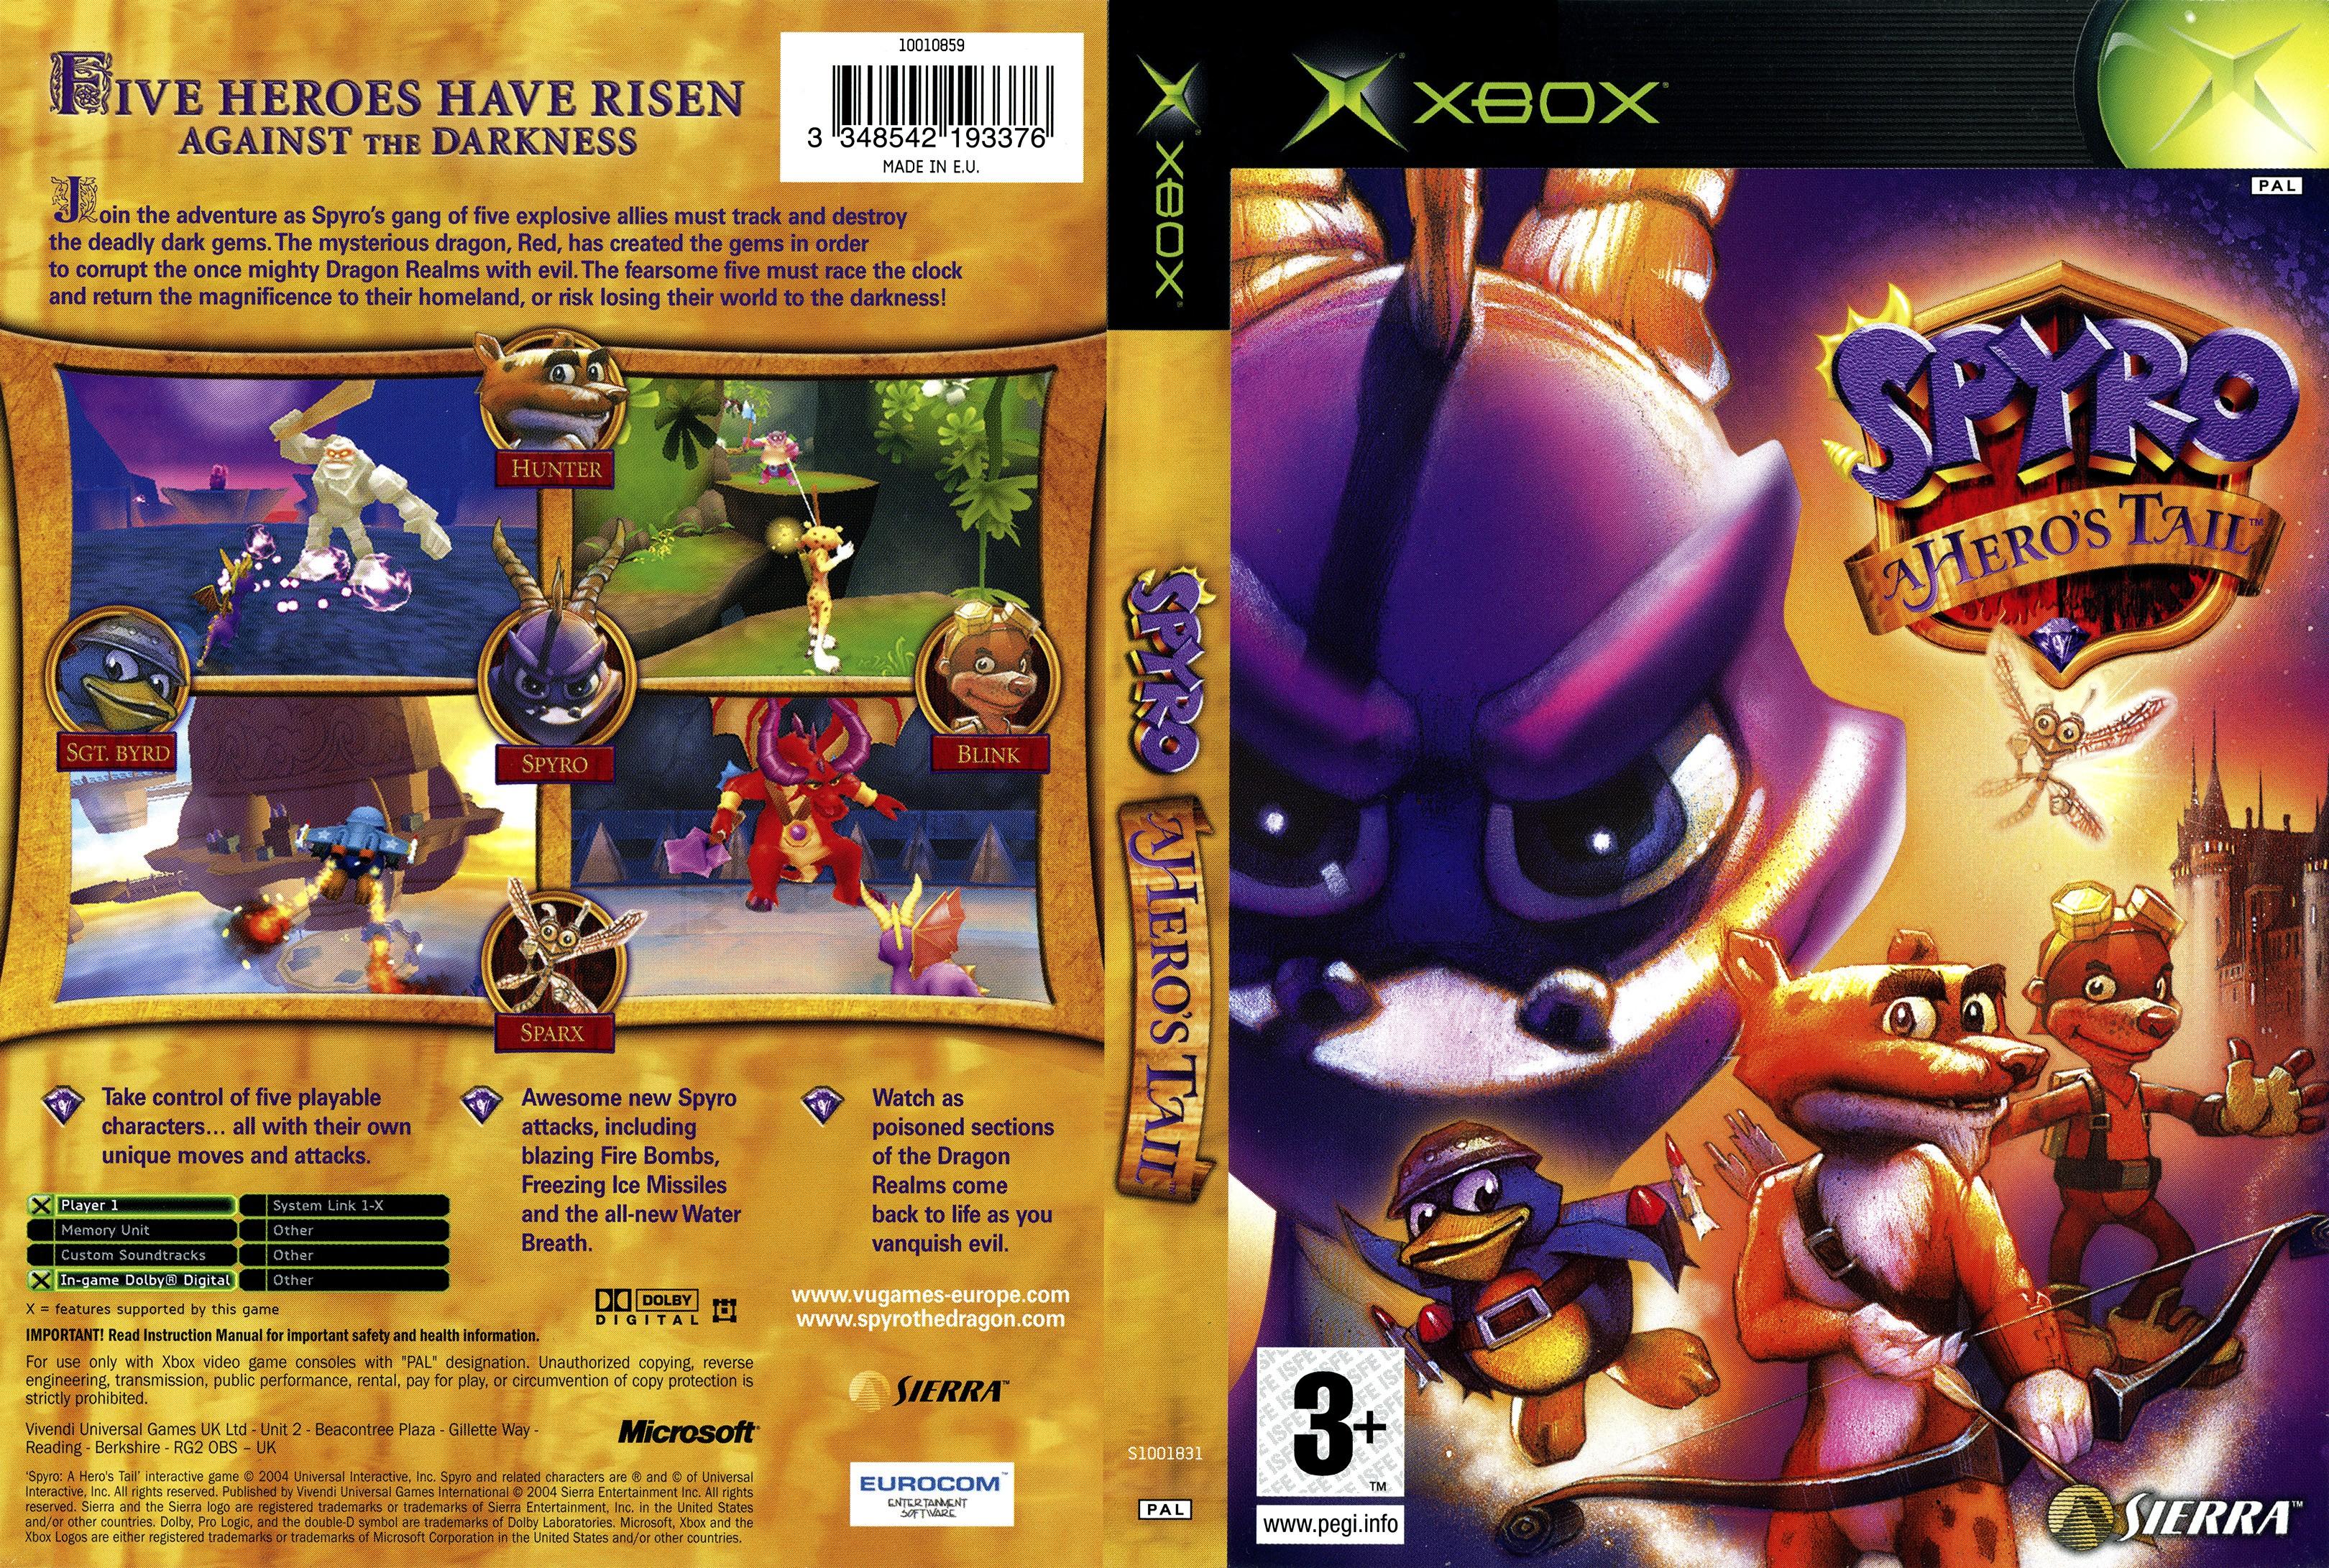 FIVE HEROES HAVE RISEN
AGAINST THE DARKNESS
10010859
3 348542 193376
MADE IN E.U.
Join the adventure as Spyro's gang of five explosive allies must track and destroy
the deadly dark gems. The mysterious dragon, Red, has created the gems in order
to corrupt the once mighty Dragon Realms with evil. The fearsome five must race the clock
and return the magnificence to their homeland, or risk losing their world to the darkness!
HUNTER
SGT. BYRD
SPYRO
BLINK
SPARX
Take control of five playable
characters... all with their own
unique moves and attacks.
Awesome new Spyro
attacks, including
blazing Fire Bombs,
Freezing Ice Missiles
and the all-new Water
Breath.
Watch as
poisoned sections
of the Dragon
Realms come
back to life as you
vanquish evil.
X Player 1
System Link 1-X
Memory Unit
Other
Custom Soundtracks
Other
X In-game Dolby® Digital
Other
X = features supported by this game
DOLBY
DIGITAL
www.vugames-europe.com
www.spyrothedragon.com
IMPORTANT! Read Instruction Manual for important safety and health information.
For use only with Xbox video game consoles with "PAL" designation. Unauthorized copying, reverse
engineering, transmission, public performance, rental, pay for play, or circumvention of copy protection is
strictly prohibited.
SIERRA™
Vivendi Universal Games UK Ltd - Unit 2 - Beacontree Plaza - Gillette Way -
Reading - Berkshire - RG2 OBS – UK
Microsoft®
'Spyro: A Hero's Tail' interactive game © 2004 Universal Interactive, Inc. Spyro and related characters are ® and © of Universal
Interactive, Inc. All rights reserved. Published by Vivendi Universal Games International © 2004 Sierra Entertainment Inc. All rights
reserved. Sierra and the Sierra logo are registered trademarks or trademarks of Sierra Entertainment, Inc. in the United States
and/or other countries. Dolby, Pro Logic, and the double-D symbol are trademarks of Dolby Laboratories. Microsoft, Xbox and the
Xbox Logos are either registered trademarks or trademarks of Microsoft Corporation in the United States and/or other countries.
EUROCOM™
ENTERTAINMENT
SOFTWARE
XBOX®
SPYRO
A HERO'S TAIL™
S1001831
PAL
XBOX®
PAL
SPYRO
A HERO'S TAIL™
3+
™
www.pegi.info
SIERRA™